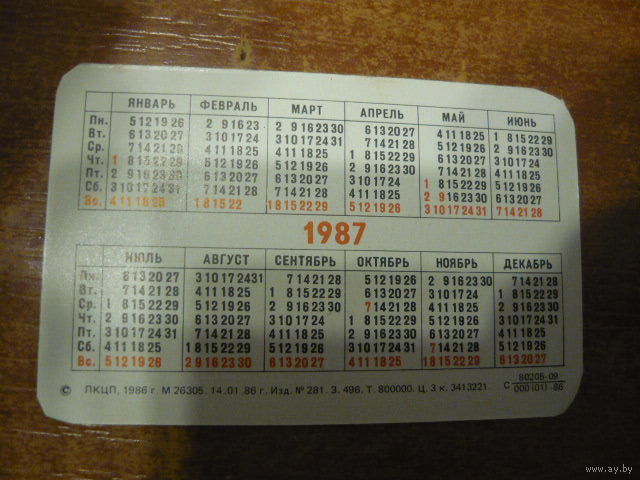 ЯНВАРЬ ФЕВРАЛЬ МАРТ АПРЕЛЬ МАЙ ИЮНЬ
Пн. 5 12 19 26 2 9 16 23 2 9 16 23 30 6 13 20 27 4 11 18 25 1 8 15 22 29
Вт. 6 13 20 27 3 10 17 24 3 10 17 24 31 7 14 21 28 5 12 19 26 2 9 16 23 30
Ср. 7 14 21 28 4 11 18 25 4 11 18 25 1 8 15 22 29 6 13 20 27 3 10 17 24
Чт. 1 8 15 22 29 5 12 19 26 5 12 19 26 2 9 16 23 30 7 14 21 28 4 11 18 25
Пт. 2 9 16 23 30 6 13 20 27 6 13 20 27 3 10 17 24 1 8 15 22 29 5 12 19 26
Сб. 3 10 17 24 31 7 14 21 28 7 14 21 28 4 11 18 25 2 9 16 23 30 6 13 20 27
Вс. 4 11 18 25 1 8 15 22 1 8 15 22 29 5 12 19 26 3 10 17 24 31 7 14 21 28
1987
ИЮЛЬ АВГУСТ СЕНТЯБРЬ ОКТЯБРЬ НОЯБРЬ ДЕКАБРЬ
Пн. 6 13 20 27 3 10 17 24 31 7 14 21 28 5 12 19 26 2 9 16 23 30 7 14 21 28
Вт. 7 14 21 28 4 11 18 25 1 8 15 22 29 6 13 20 27 3 10 17 24 1 8 15 22 29
Ср. 1 8 15 22 29 5 12 19 26 2 9 16 23 30 7 14 21 28 4 11 18 25 2 9 16 23 30
Чт. 2 9 16 23 30 6 13 20 27 3 10 17 24 1 8 15 22 29 5 12 19 26 3 10 17 24 31
Пт. 3 10 17 24 31 7 14 21 28 4 11 18 25 2 9 16 23 30 6 13 20 27 4 11 18 25
Сб. 4 11 18 25 1 8 15 22 29 5 12 19 26 3 10 17 24 31 7 14 21 28 5 12 19 26
Вс. 5 12 19 26 2 9 16 23 30 6 13 20 27 4 11 18 25 1 8 15 22 29 6 13 20 27
© ЛКЦП, 1986 г. М 26305. 14.01.86 г. Изд. № 281. З. 496. Т. 800000. Ц. 3 к. 3413221
С 80205-09
000 (01) -86
www.ay.by